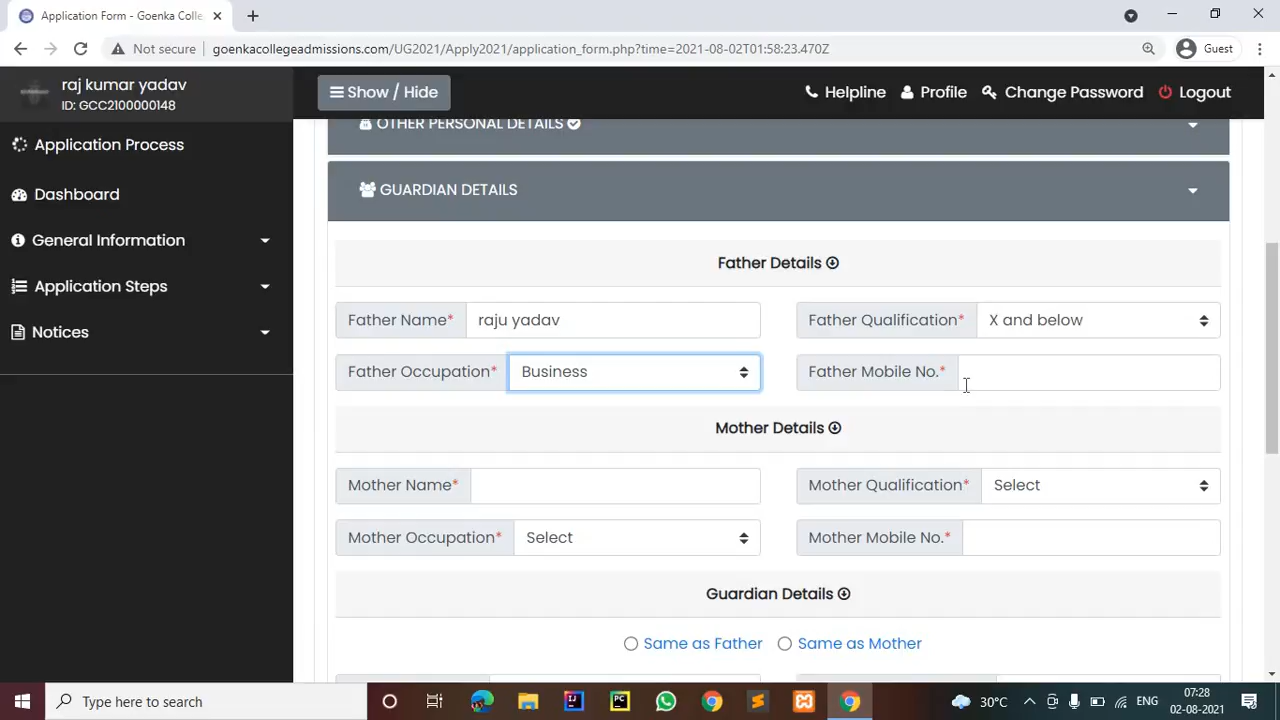 Application Form - Goenka Colle
Not secure
goenkacollegeadmissions.com/UG2021/Apply2021/application_form.php?time=2021-08-02T01:58:23.470Z
Guest
raj kumar yadav
ID: GCC2100000148
Show / Hide
Helpline
Profile
Change Password
Logout
Application Process
Dashboard
General Information
Application Steps
Notices
OTHER PERSONAL DETAILS
GUARDIAN DETAILS
Father Details
Father Name* raju yadav
Father Qualification* X and below
Father Occupation* Business
Father Mobile No.*
Mother Details
Mother Name*
Mother Qualification* Select
Mother Occupation* Select
Mother Mobile No.*
Guardian Details
Same as Father
Same as Mother
Type here to search
30°C
ENG
07:28
02-08-2021